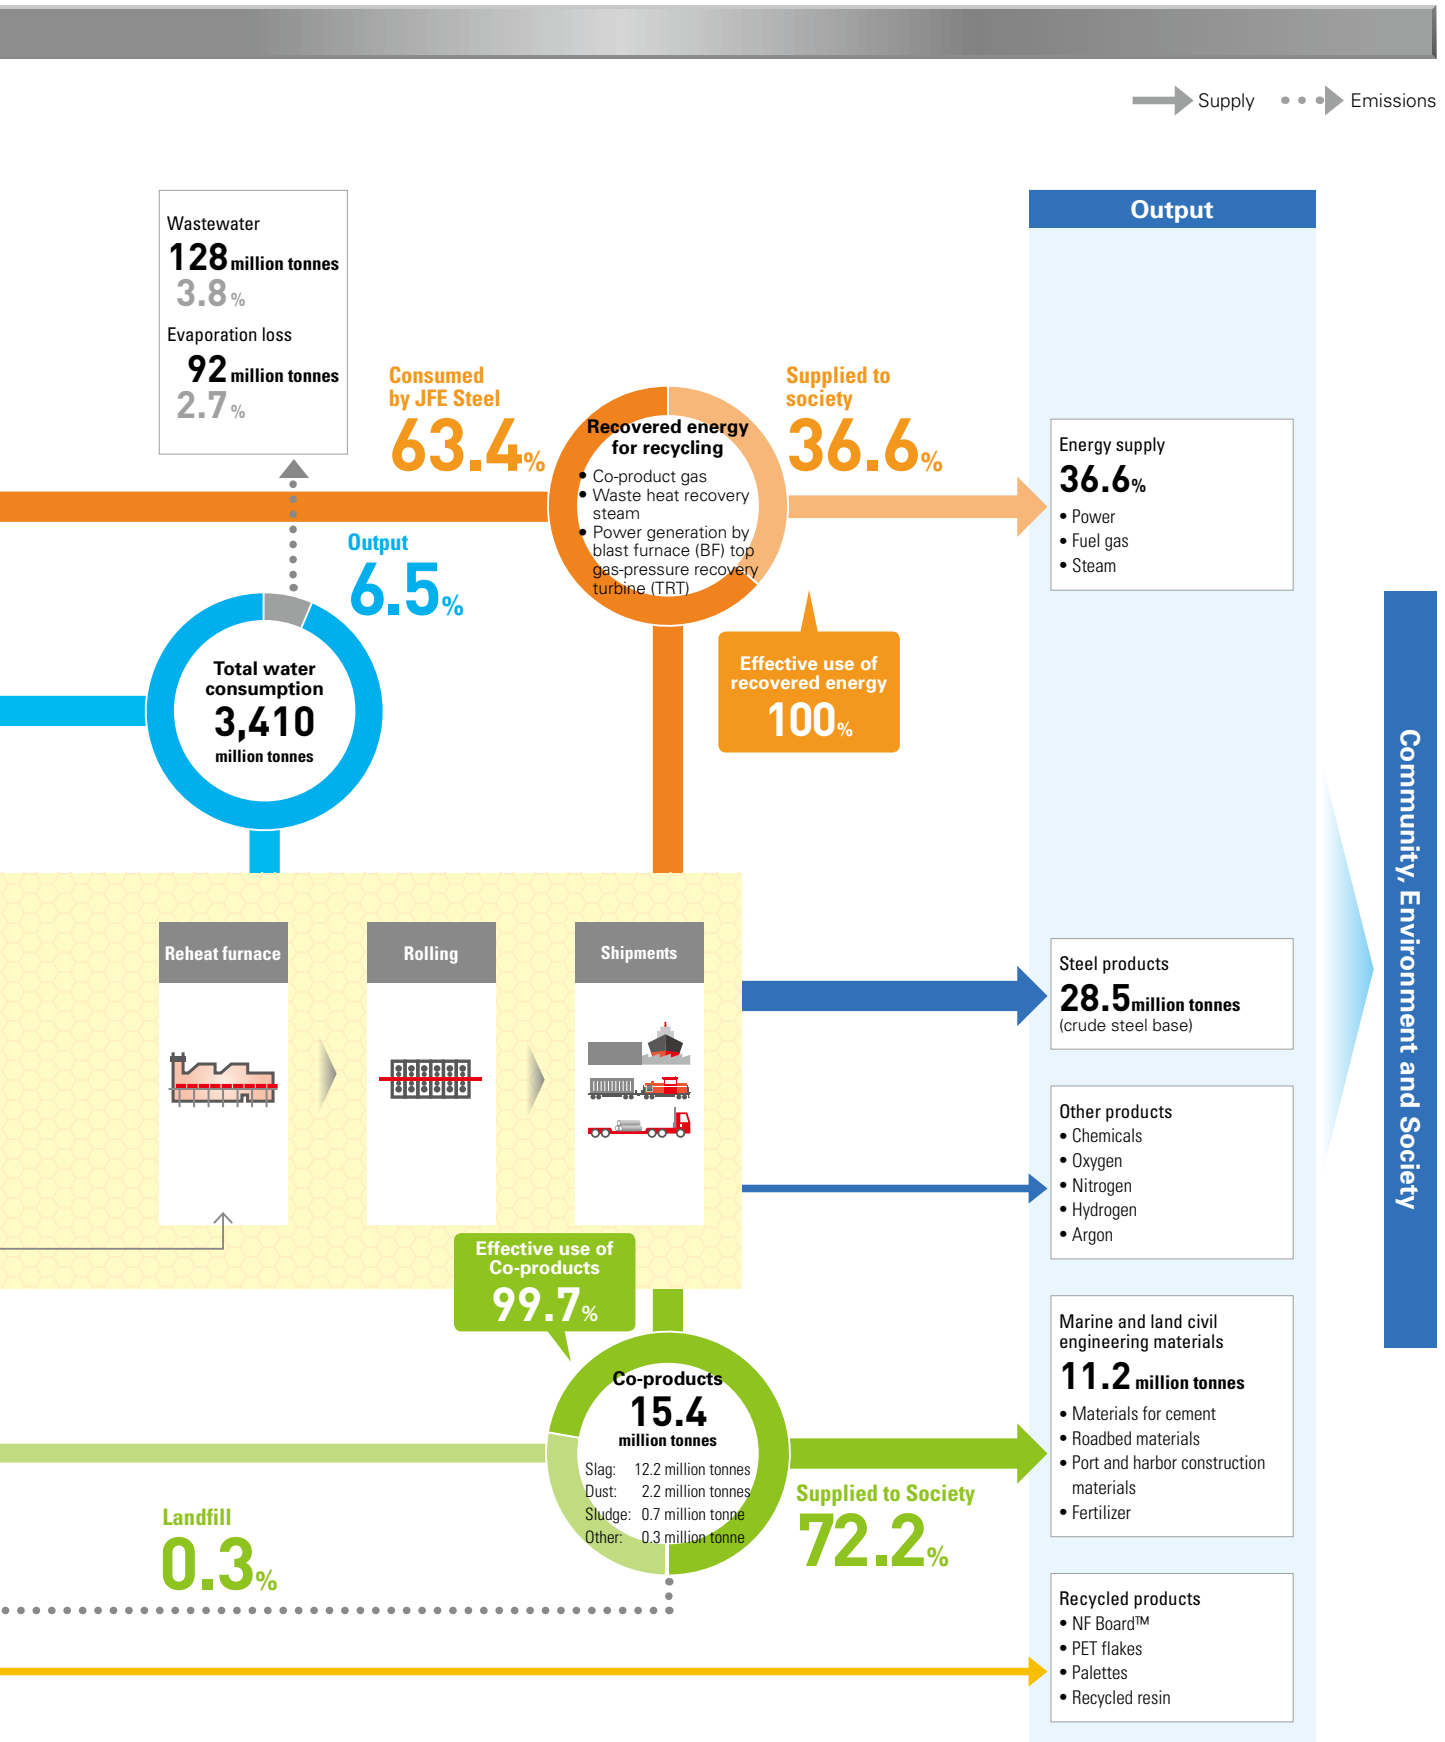 Supply
Emissions
Wastewater
128 million tonnes
3.8 %
Evaporation loss
92 million tonnes
2.7 %
Output
6.5 %
Total water
consumption
3,410
million tonnes
Consumed
by JFE Steel
63.4 %
Recovered energy
for recycling
• Co-product gas
• Waste heat recovery
steam
• Power generation by
blast furnace (BF) top
gas-pressure recovery
turbine (TRT)
Supplied to
society
36.6 %
Effective use of
recovered energy
100 %
Reheat furnace
Rolling
Shipments
Effective use of
Co-products
99.7 %
Co-products
15.4
million tonnes
Slag: 12.2 million tonnes
Dust: 2.2 million tonnes
Sludge: 0.7 million tonne
Other: 0.3 million tonne
Landfill
0.3 %
Supplied to Society
72.2 %
Output
Energy supply
36.6 %
• Power
• Fuel gas
• Steam
Steel products
28.5 million tonnes
(crude steel base)
Other products
• Chemicals
• Oxygen
• Nitrogen
• Hydrogen
• Argon
Marine and land civil
engineering materials
11.2 million tonnes
• Materials for cement
• Roadbed materials
• Port and harbor construction
materials
• Fertilizer
Recycled products
• NF Board™
• PET flakes
• Palettes
• Recycled resin
Community, Environment and Society